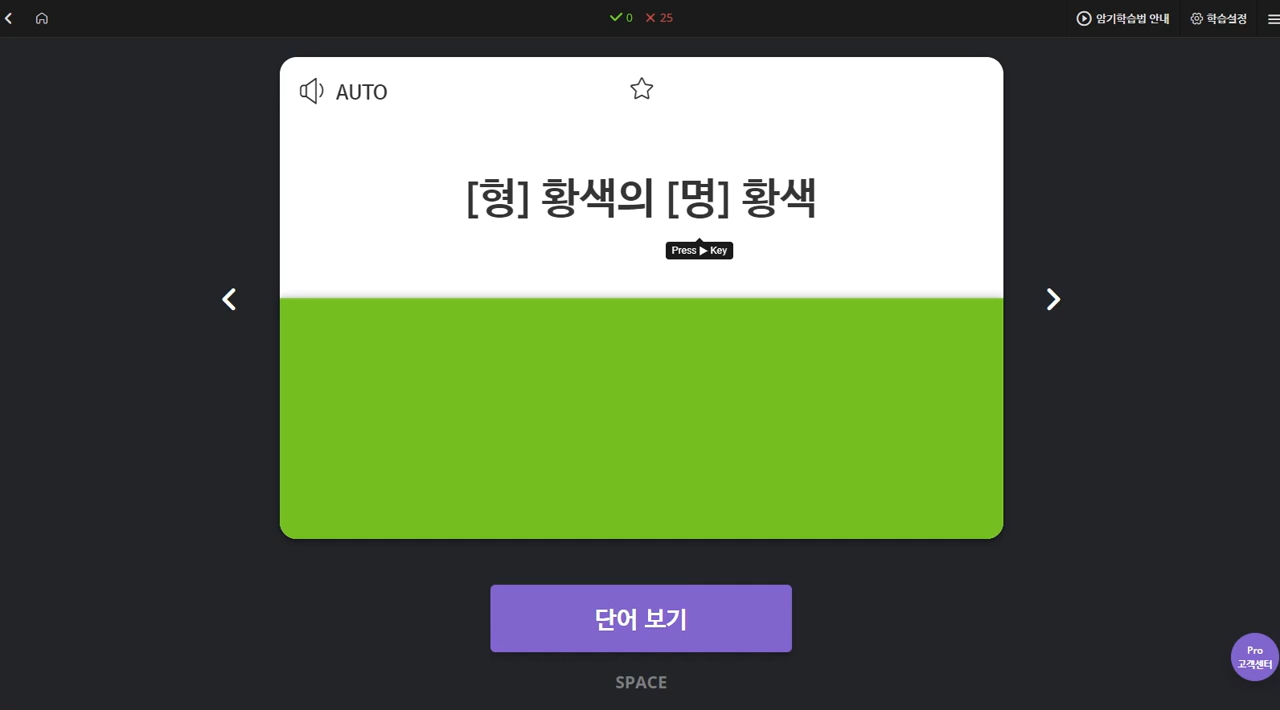 0 25
암기학습법 안내
학습설정
AUTO
[형] 황색의 [명] 황색
Press ▶ Key
단어 보기
SPACE
Pro
고객센터